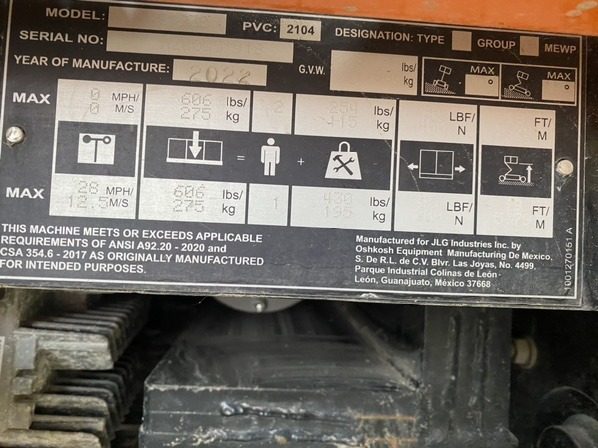 MODEL:
PVC: 2104 DESIGNATION: TYPE GROUP MEWP
SERIAL NO:
YEAR OF MANUFACTURE: 2022 G.V.W. lbs/ kg MAX ° MAX °
MAX 0 MPH/ 606 lbs/ 2 lbs/ LBF/ FT/
0 M/S 275 kg kg N M
= +
MAX 28 MPH/ 606 lbs/ 1 430 lbs/ LBF/ FT/
12.5 M/S 275 kg 195 kg N M
THIS MACHINE MEETS OR EXCEEDS APPLICABLE
REQUIREMENTS OF ANSI A92.20 - 2020 and
CSA 354.6 - 2017 AS ORIGINALLY MANUFACTURED
FOR INTENDED PURPOSES.
Manufactured for JLG Industries Inc. by
Oshkosh Equipment Manufacturing De Mexico,
S. De R.L. de C.V. Blvr. Las Joyas, No. 4499,
Parque Industrial Colinas de León-
León, Guanajuato, México 37668
1001270151 A